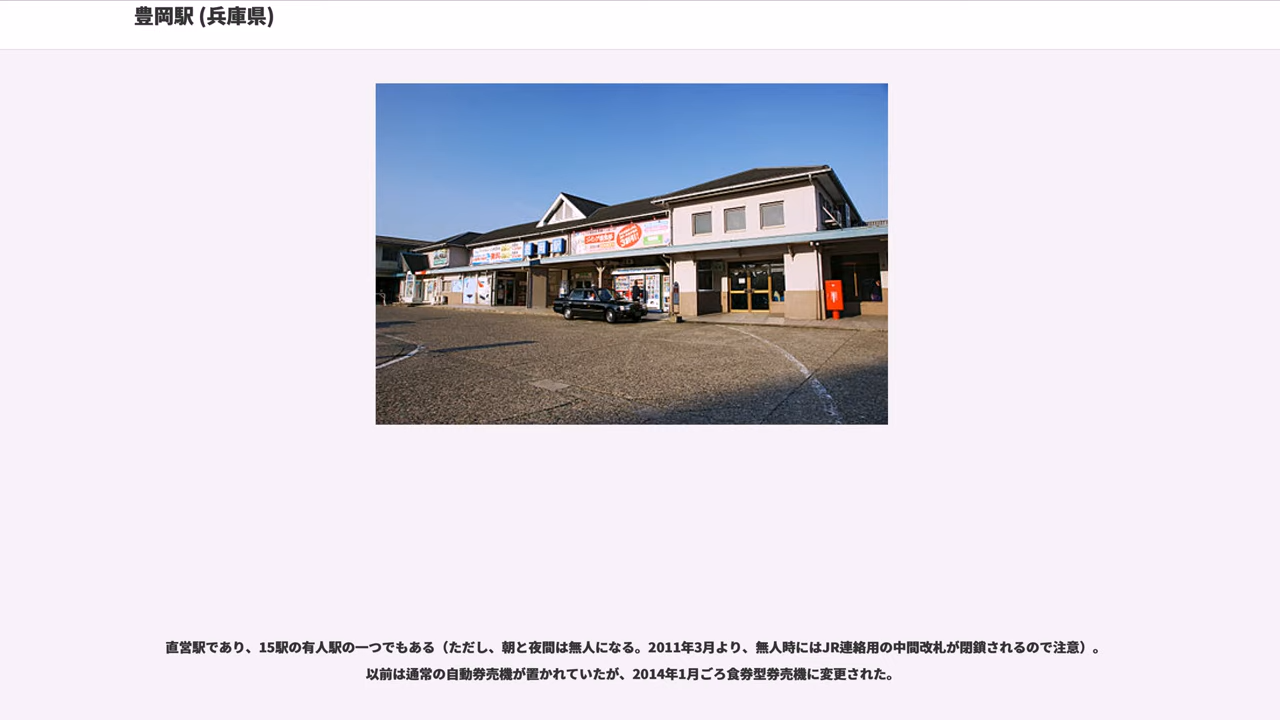 豊岡駅 (兵庫県)
直営駅であり、15駅の有人駅の一つでもある（ただし、朝と夜間は無人になる。2011年3月より、無人時にはJR連絡用の中間改札が閉鎖されるので注意）。
以前は通常の自動券売機が置かれていたが、2014年1月ごろ食券型券売機に変更された。